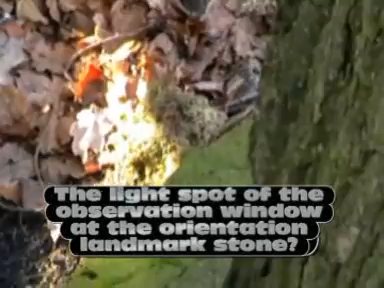 The light spot of the
observation window
at the orientation
landmark stone?